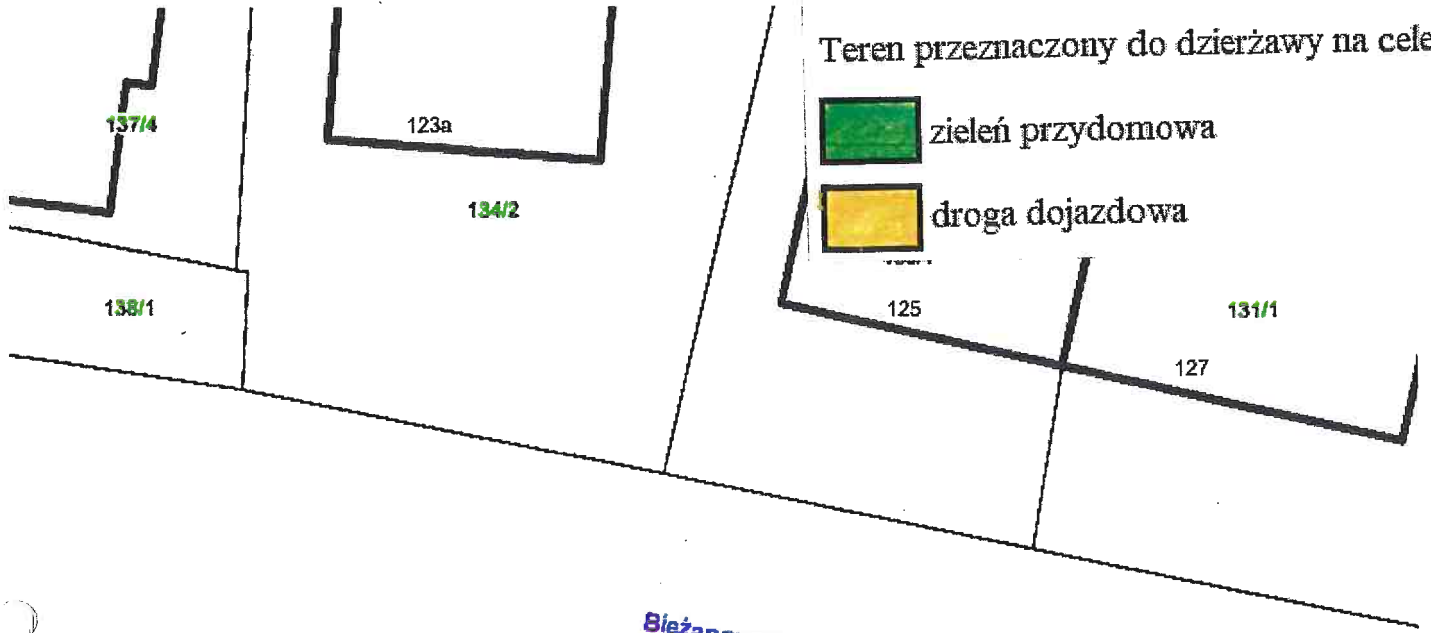 Teren przeznaczony do dzierżawy na cele
zieleń przydomowa
droga dojazdowa
137/4
123a
134/2
138/1
125
131/1
127